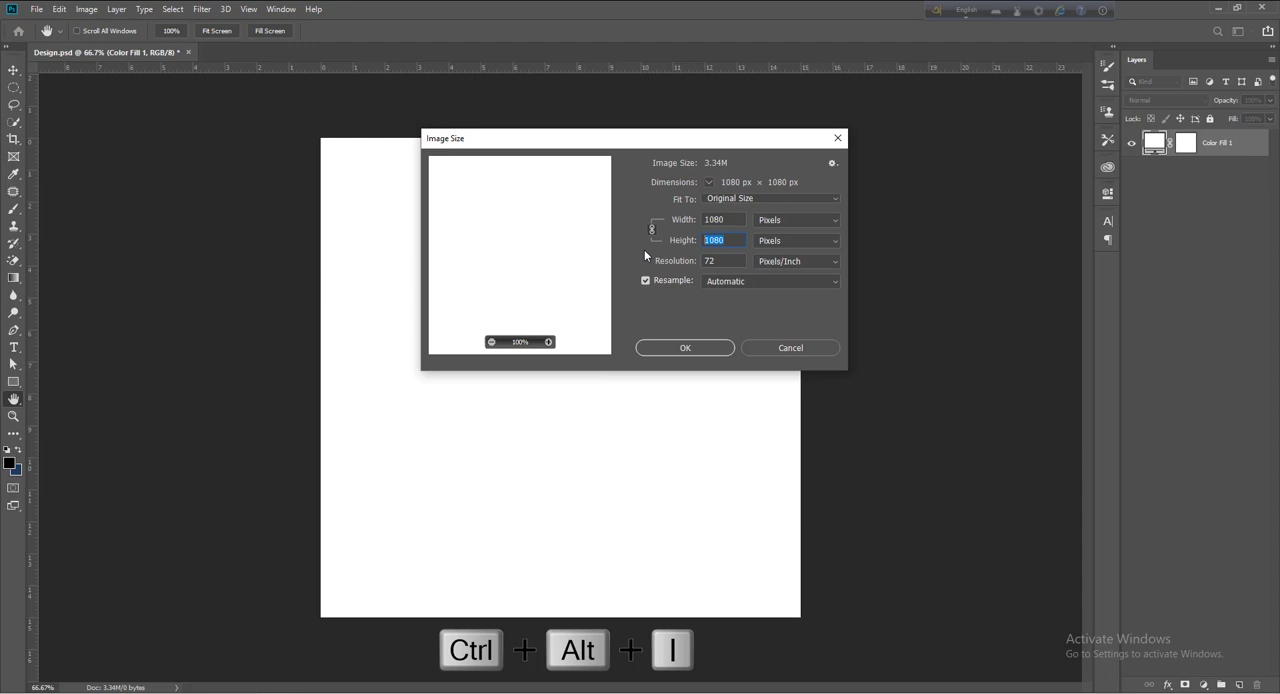 Ps File Edit Image Layer Type Select Filter 3D View Window Help
English
Scroll All Windows 100% Fit Screen Fill Screen
Design.psd @ 66.7% (Color Fill 1, RGB/8) * ×
Layers
Kind
Normal Opacity: 100%
Lock: Fill: 100%
Color Fill 1
Image Size
Image Size: 3.34M
Dimensions: 1080 px × 1080 px
Fit To: Original Size
Width: 1080 Pixels
Height: 1080 Pixels
Resolution: 72 Pixels/Inch
Resample: Automatic
100%
OK Cancel
Ctrl + Alt + I
Activate Windows
Go to Settings to activate Windows.
66.67% Doc: 3.34M/0 bytes